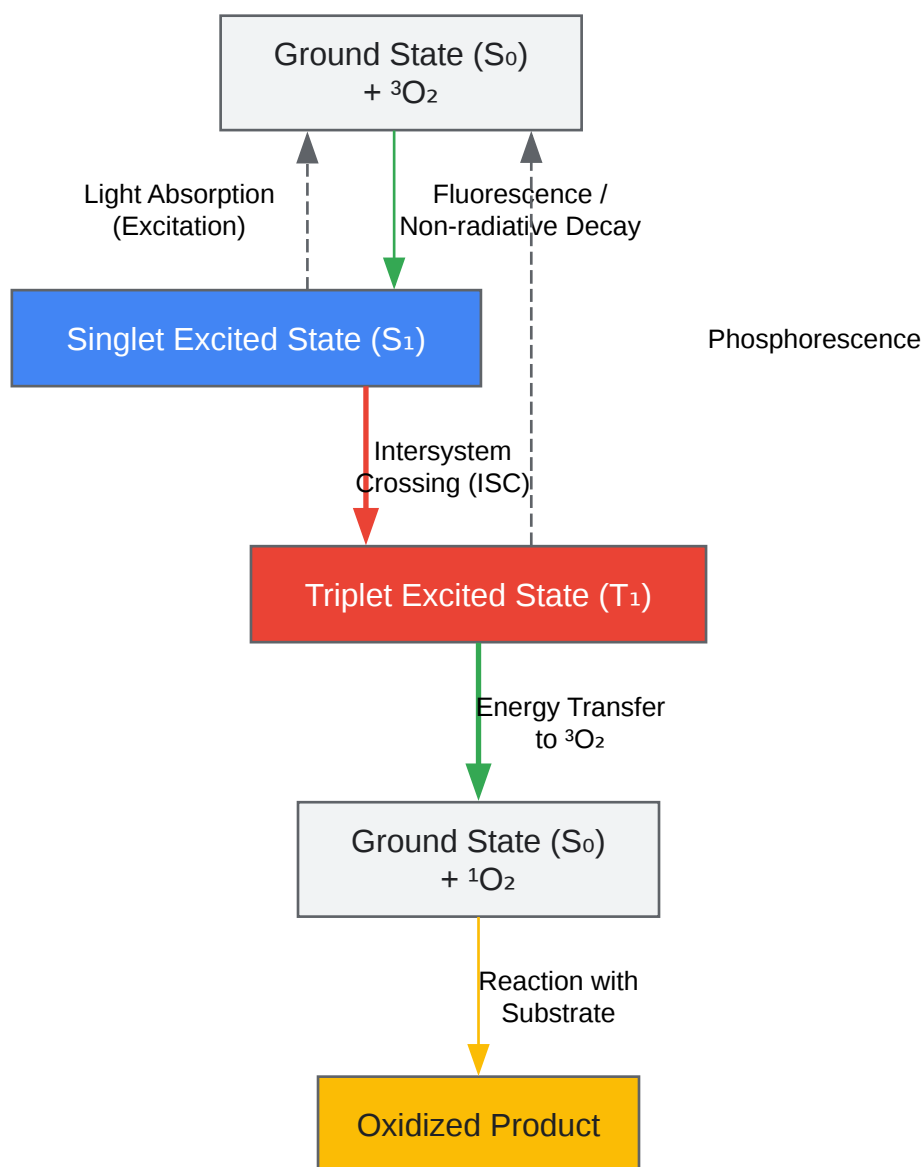 Ground State (S₀)
+ ³O₂
Light Absorption
(Excitation)
Fluorescence /
Non-radiative Decay
Singlet Excited State (S₁)
Phosphorescence
Intersystem
Crossing (ISC)
Triplet Excited State (T₁)
Energy Transfer
to ³O₂
Ground State (S₀)
+ ¹O₂
Reaction with
Substrate
Oxidized Product